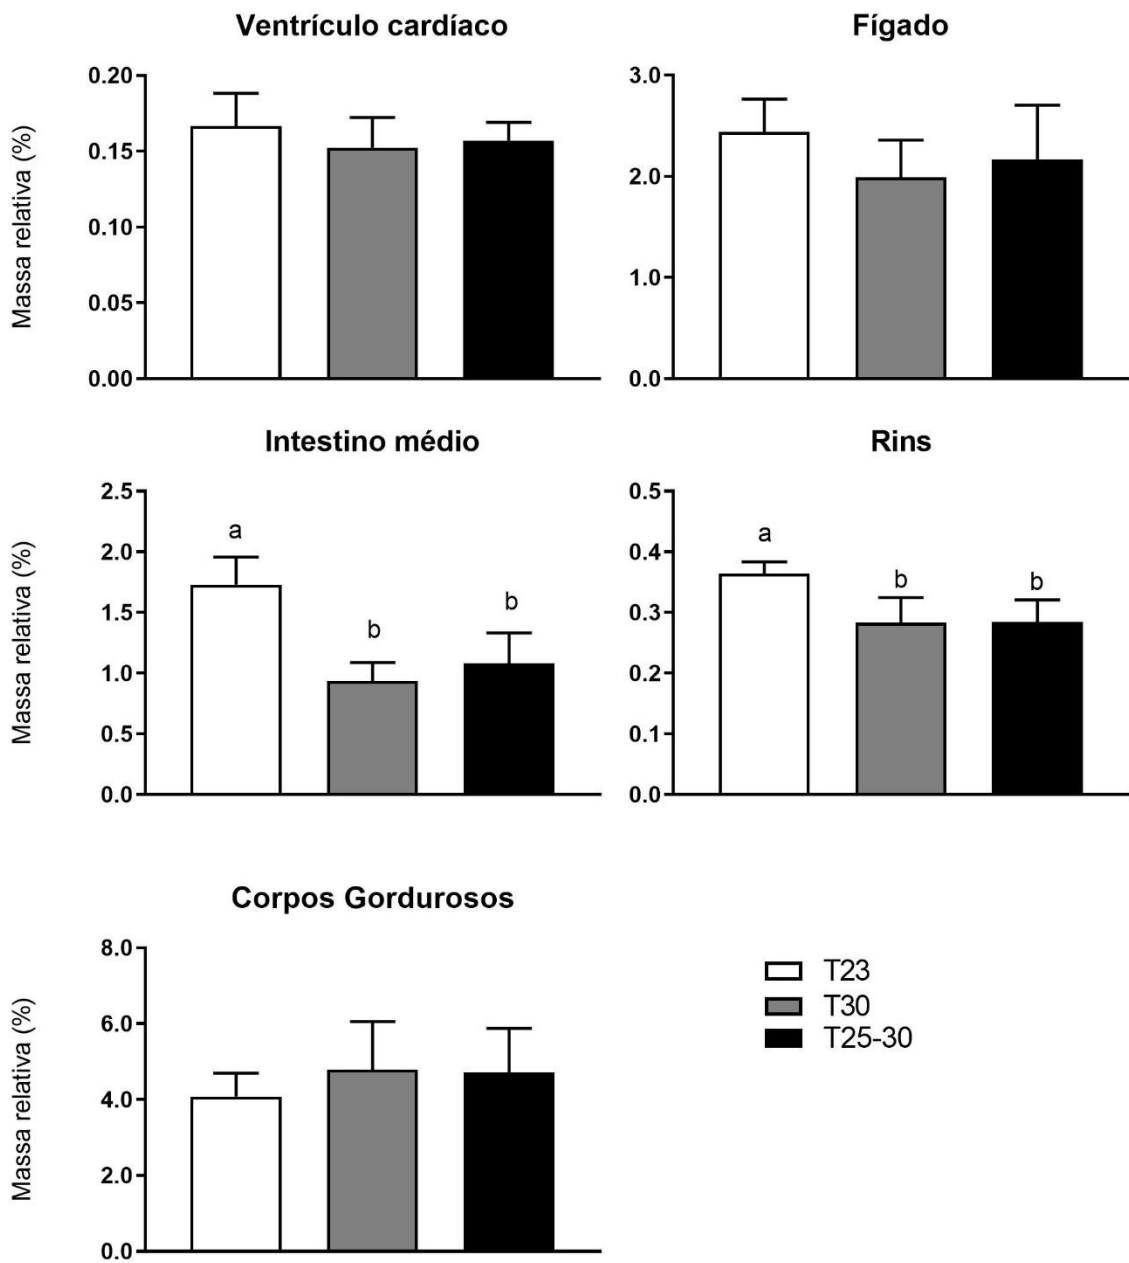 Ventrículo cardíaco
Massa relativa (%)
0.20
0.15
0.10
0.05
0.00
Fígado
3.0
2.0
1.0
0.0
Intestino médio
Massa relativa (%)
2.5
2.0
1.5
1.0
0.5
0.0
a
b
b
Rins
0.5
0.4
0.3
0.2
0.1
0.0
a
b
b
Corpos Gordurosos
Massa relativa (%)
8.0
6.0
4.0
2.0
0.0
T23
T30
T25-30